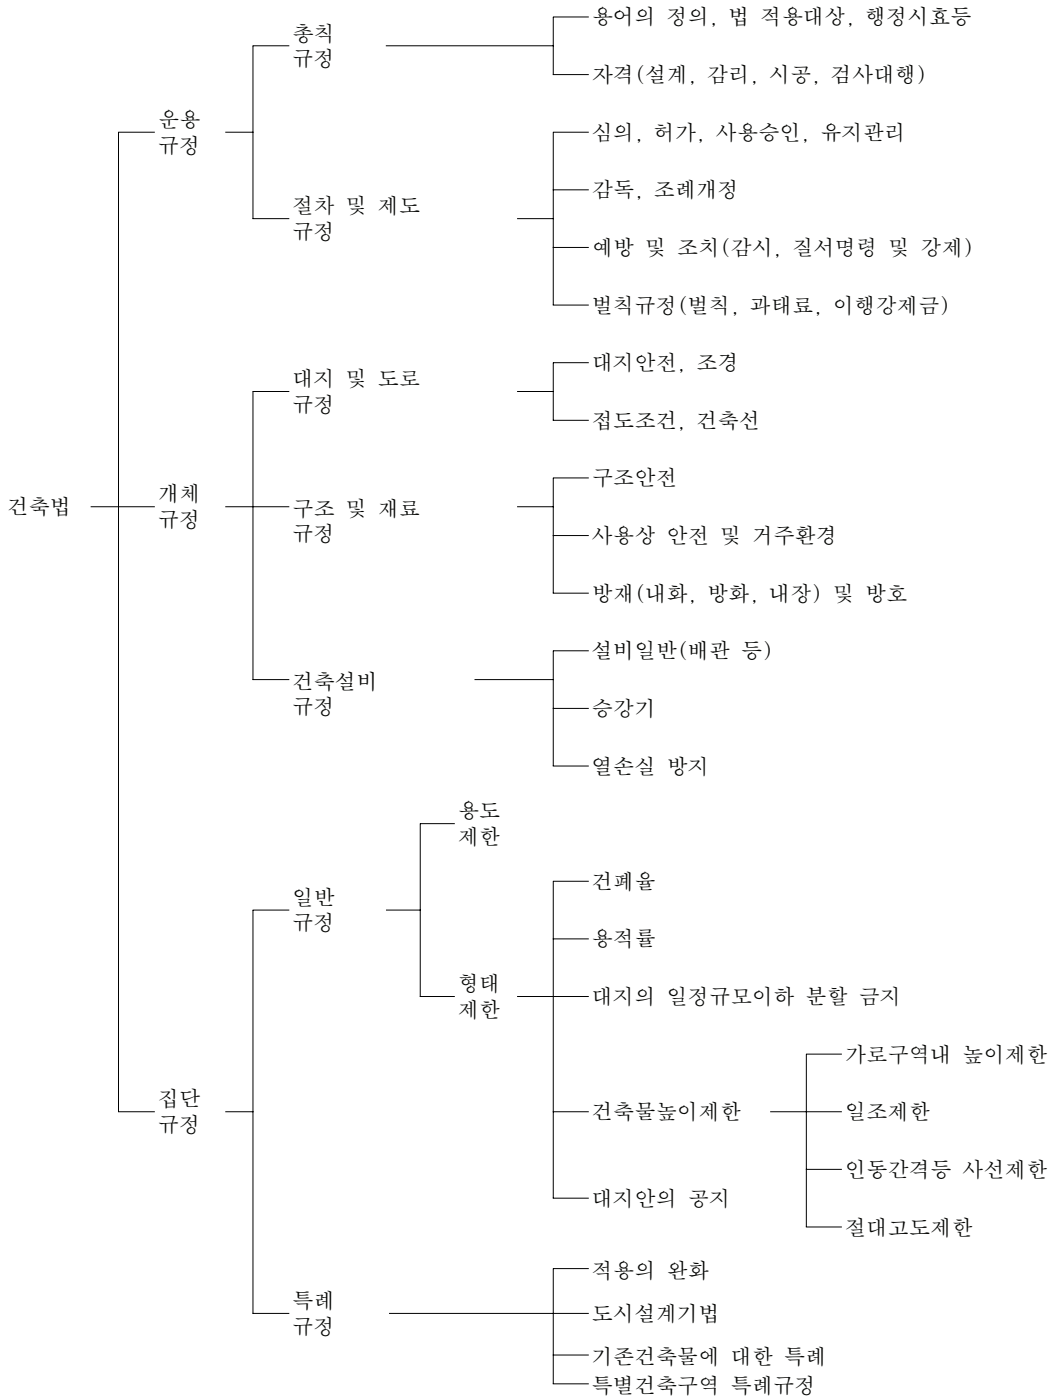 용어의 정의, 법 적용대상, 행정시효등
총칙
규정
자격(설계, 감리, 시공, 검사대행)
운용
규정
심의, 허가, 사용승인, 유지관리
감독, 조례개정
절차 및 제도
규정
예방 및 조치(감시, 질서명령 및 강제)
벌칙규정(벌칙, 과태료, 이행강제금)
대지안전, 조경
대지 및 도로
규정
접도조건, 건축선
건축법
개체
규정
구조안전
구조 및 재료
규정
사용상 안전 및 거주환경
방재(내화, 방화, 내장) 및 방호
설비일반(배관 등)
건축설비
규정
승강기
열손실 방지
용도
제한
일반
규정
건폐율
용적률
형태
제한
대지의 일정규모이하 분할 금지
가로구역내 높이제한
집단
규정
건축물높이제한
일조제한
인동간격등 사선제한
대지안의 공지
절대고도제한
적용의 완화
특례
규정
도시설계기법
기존건축물에 대한 특례
특별건축구역 특례규정